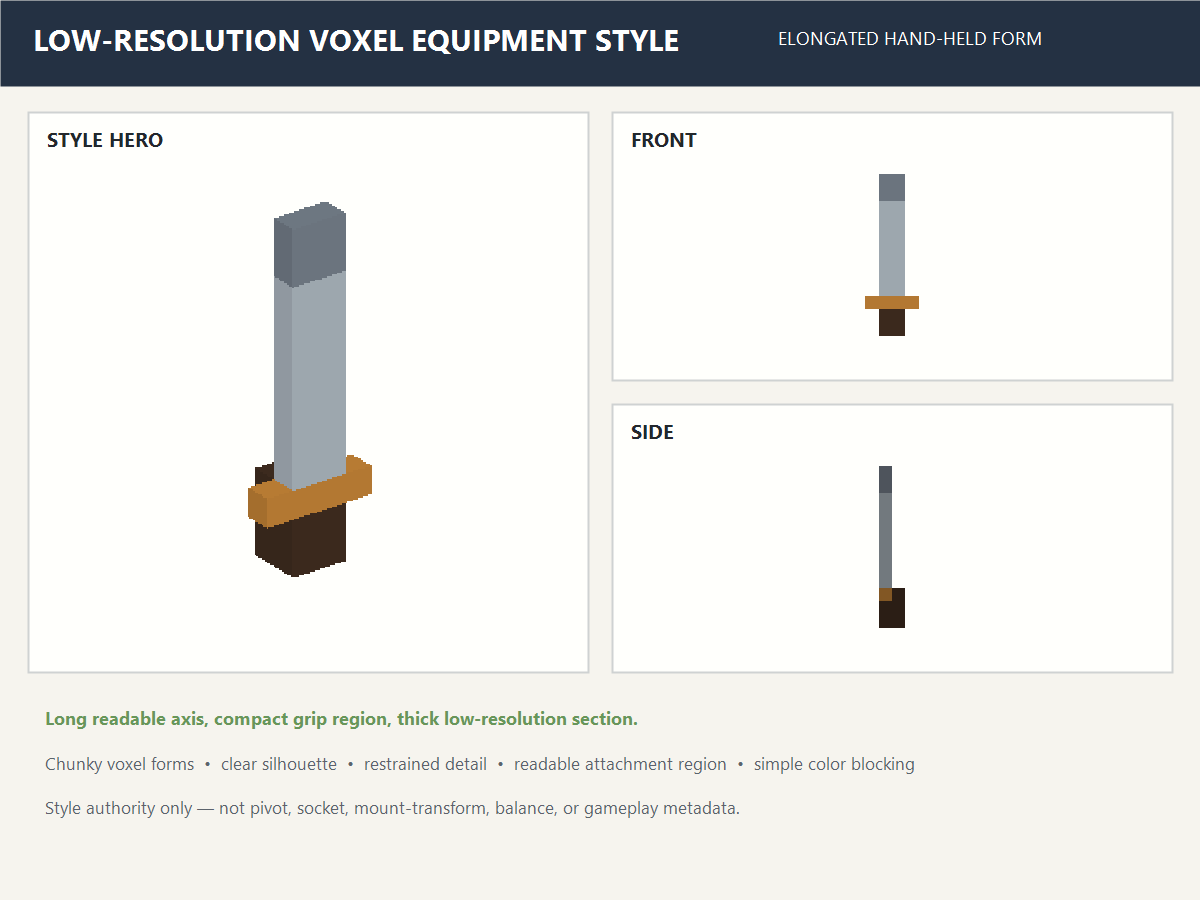 LOW-RESOLUTION VOXEL EQUIPMENT STYLE
ELONGATED HAND-HELD FORM
STYLE HERO
FRONT
SIDE
Long readable axis, compact grip region, thick low-resolution section.
Chunky voxel forms • clear silhouette • restrained detail • readable attachment region • simple color blocking
Style authority only — not pivot, socket, mount-transform, balance, or gameplay metadata.